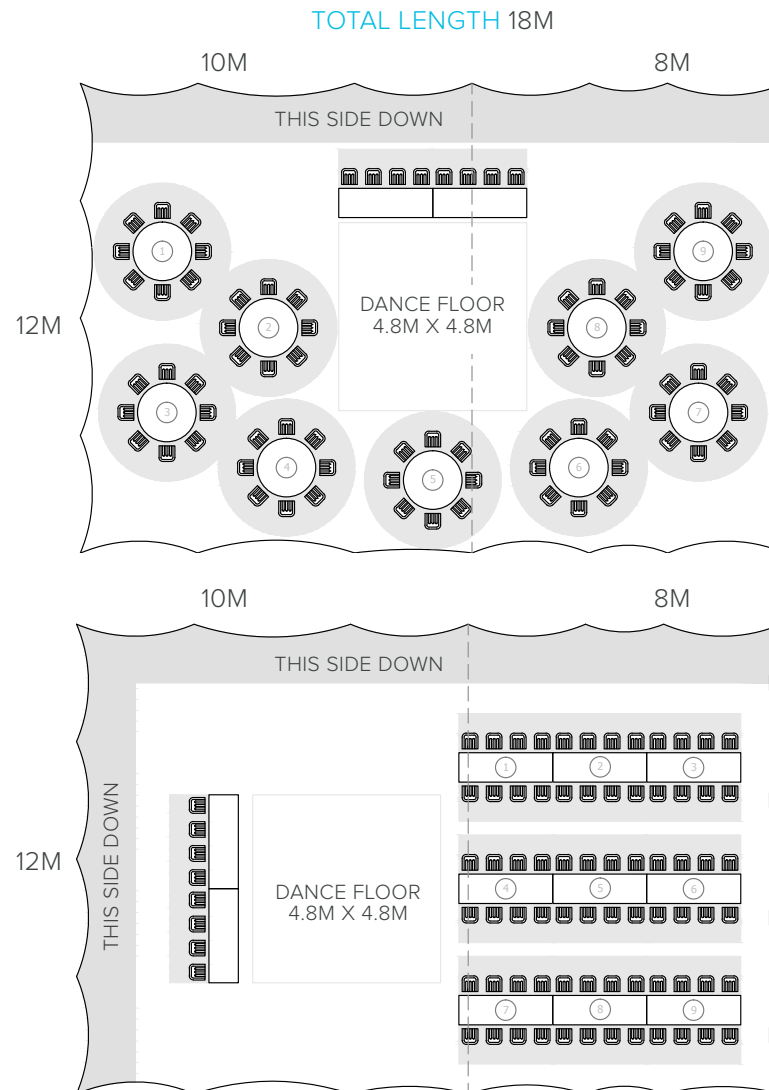 TOTAL LENGTH 18M
10M 8M
THIS SIDE DOWN
1 9
DANCE FLOOR
4.8M X 4.8M
2 8
12M
3 7
4 6
5
10M 8M
THIS SIDE DOWN
1 2 3
THIS SIDE DOWN
12M
DANCE FLOOR
4.8M X 4.8M
4 5 6
7 8 9